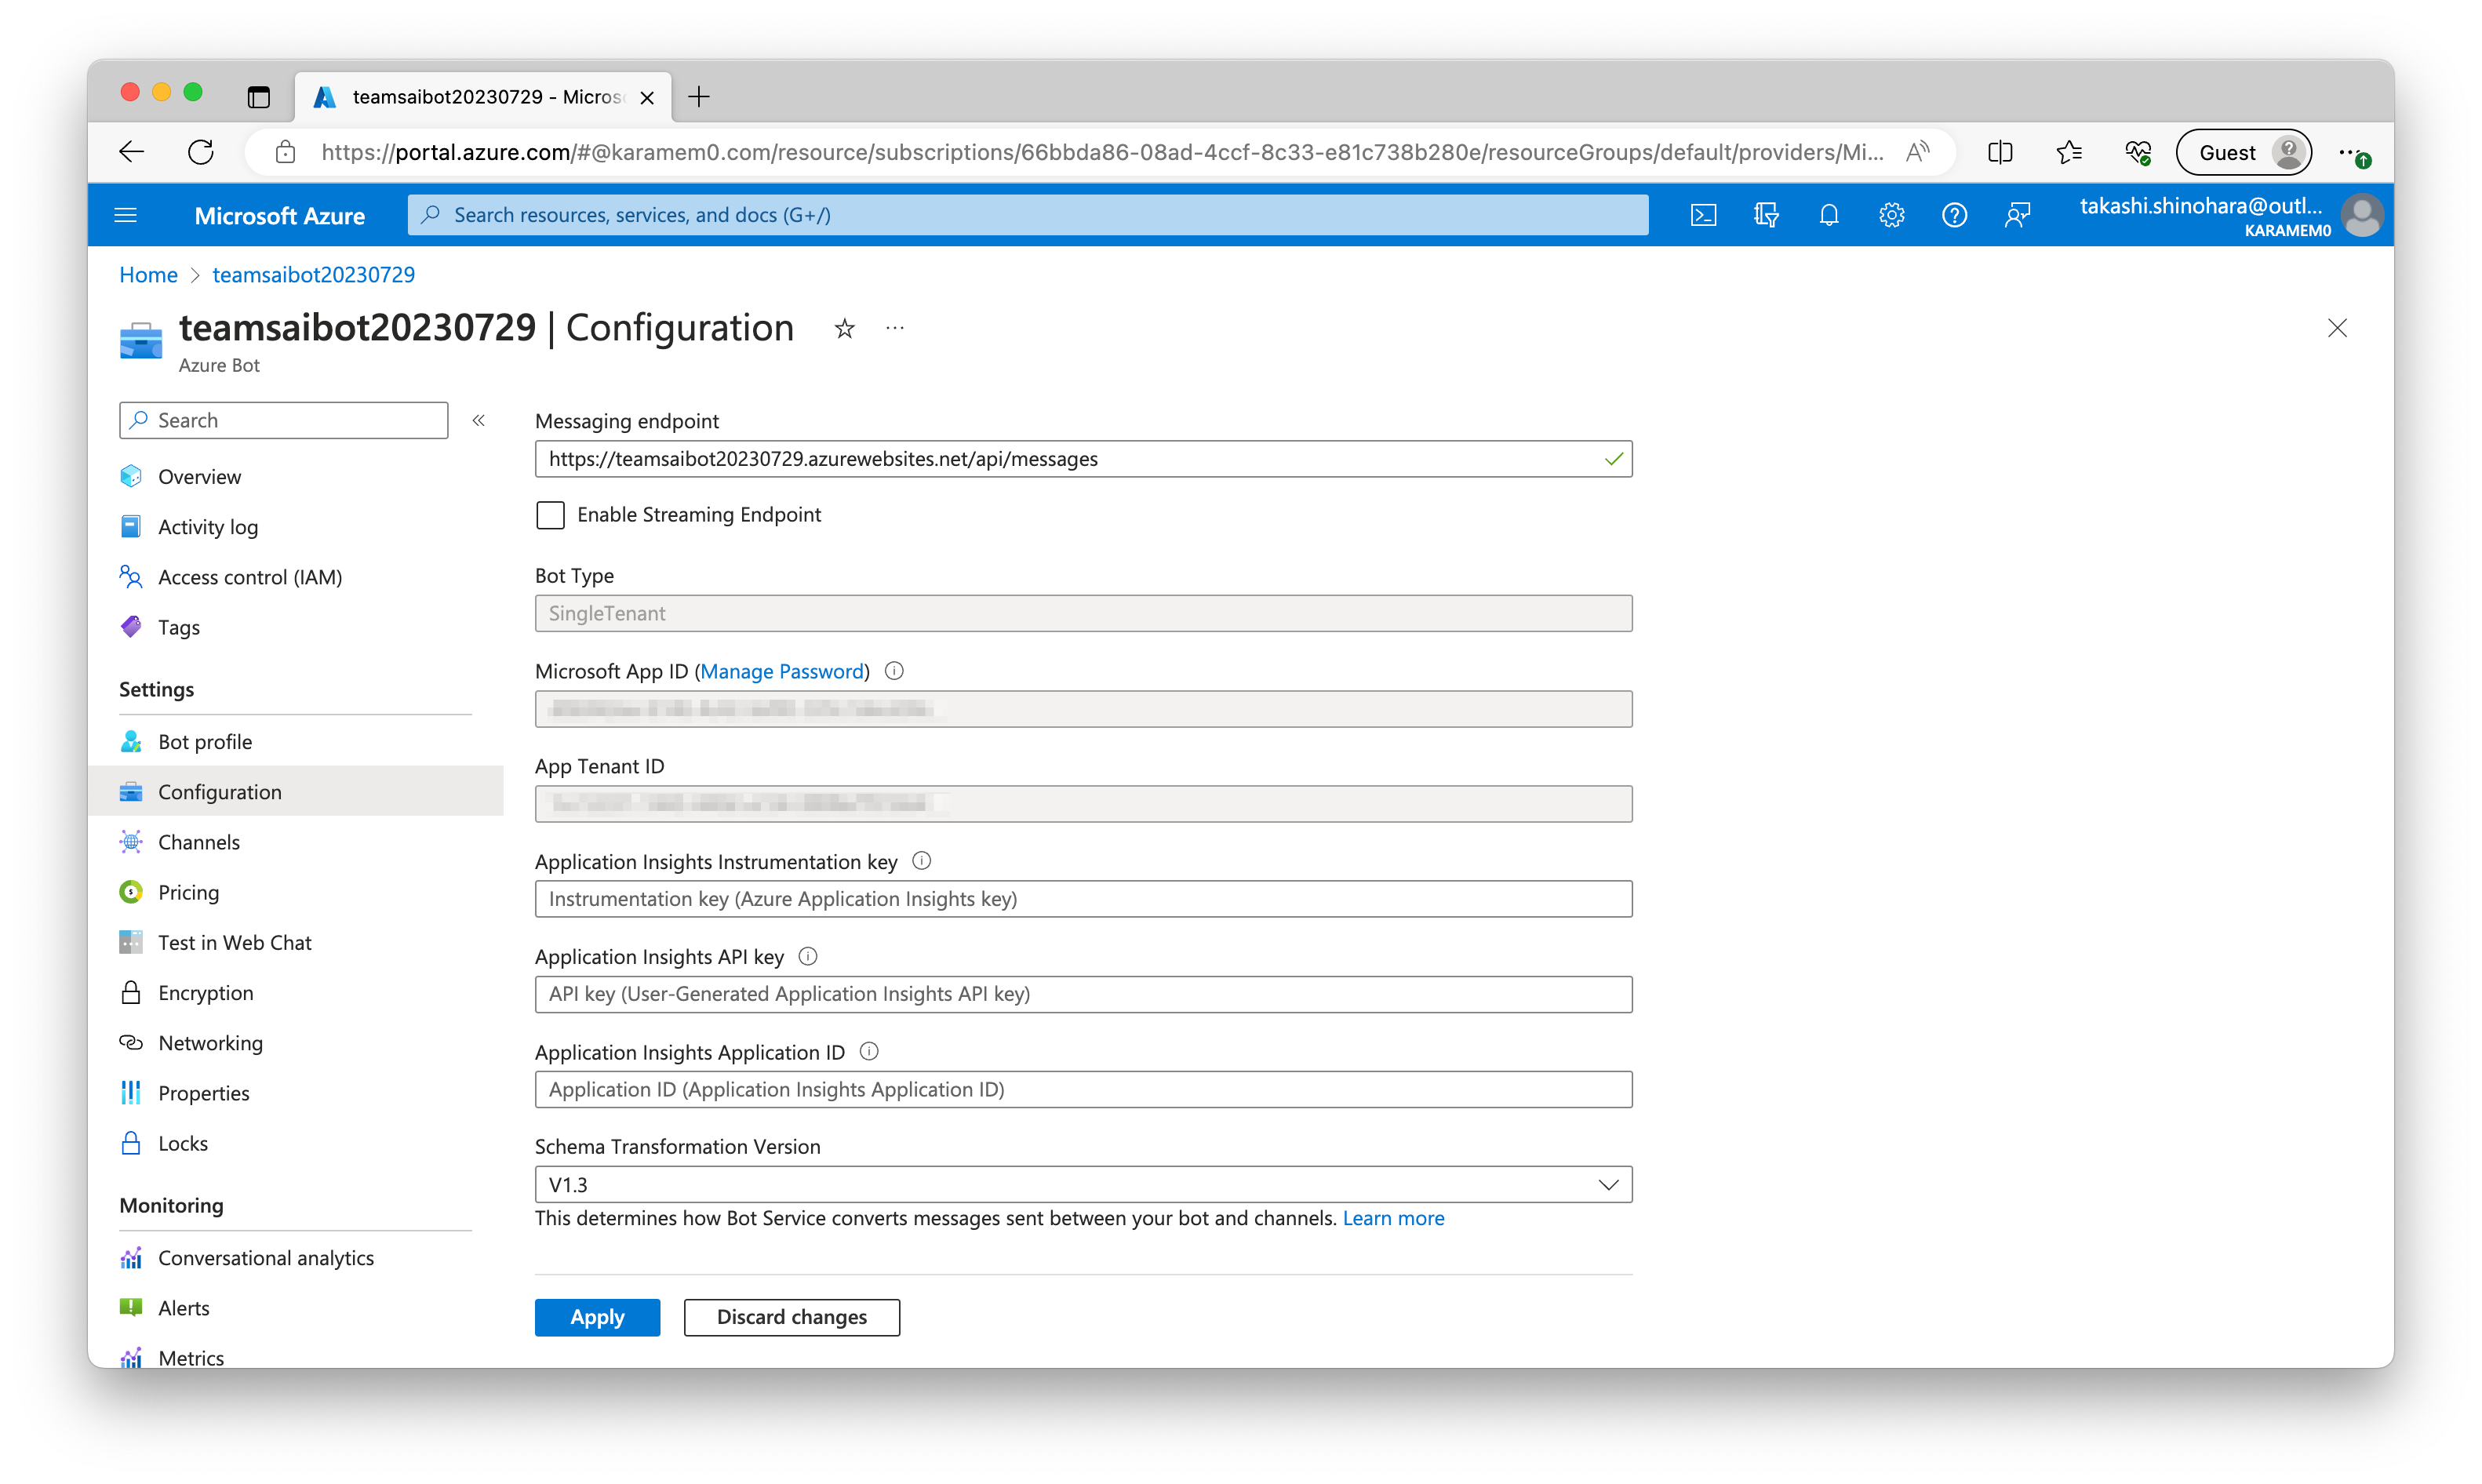 teamsaibot20230729 - Micros
https://portal.azure.com/#@karamem0.com/resource/subscriptions/66bbda86-08ad-4ccf-8c33-e81c738b280e/resourceGroups/default/providers/Mi...
Guest
Microsoft Azure
Search resources, services, and docs (G+/)
takashi.shinohara@outl...
KARAMEM0
Home > teamsaibot20230729
teamsaibot20230729 | Configuration
Azure Bot
Search
Overview
Activity log
Access control (IAM)
Tags
Settings
Bot profile
Configuration
Channels
Pricing
Test in Web Chat
Encryption
Networking
Properties
Locks
Monitoring
Conversational analytics
Alerts
Metrics
Messaging endpoint
https://teamsaibot20230729.azurewebsites.net/api/messages
Enable Streaming Endpoint
Bot Type
SingleTenant
Microsoft App ID (Manage Password)
App Tenant ID
Application Insights Instrumentation key
Instrumentation key (Azure Application Insights key)
Application Insights API key
API key (User-Generated Application Insights API key)
Application Insights Application ID
Application ID (Application Insights Application ID)
Schema Transformation Version
V1.3
This determines how Bot Service converts messages sent between your bot and channels. Learn more
Apply
Discard changes